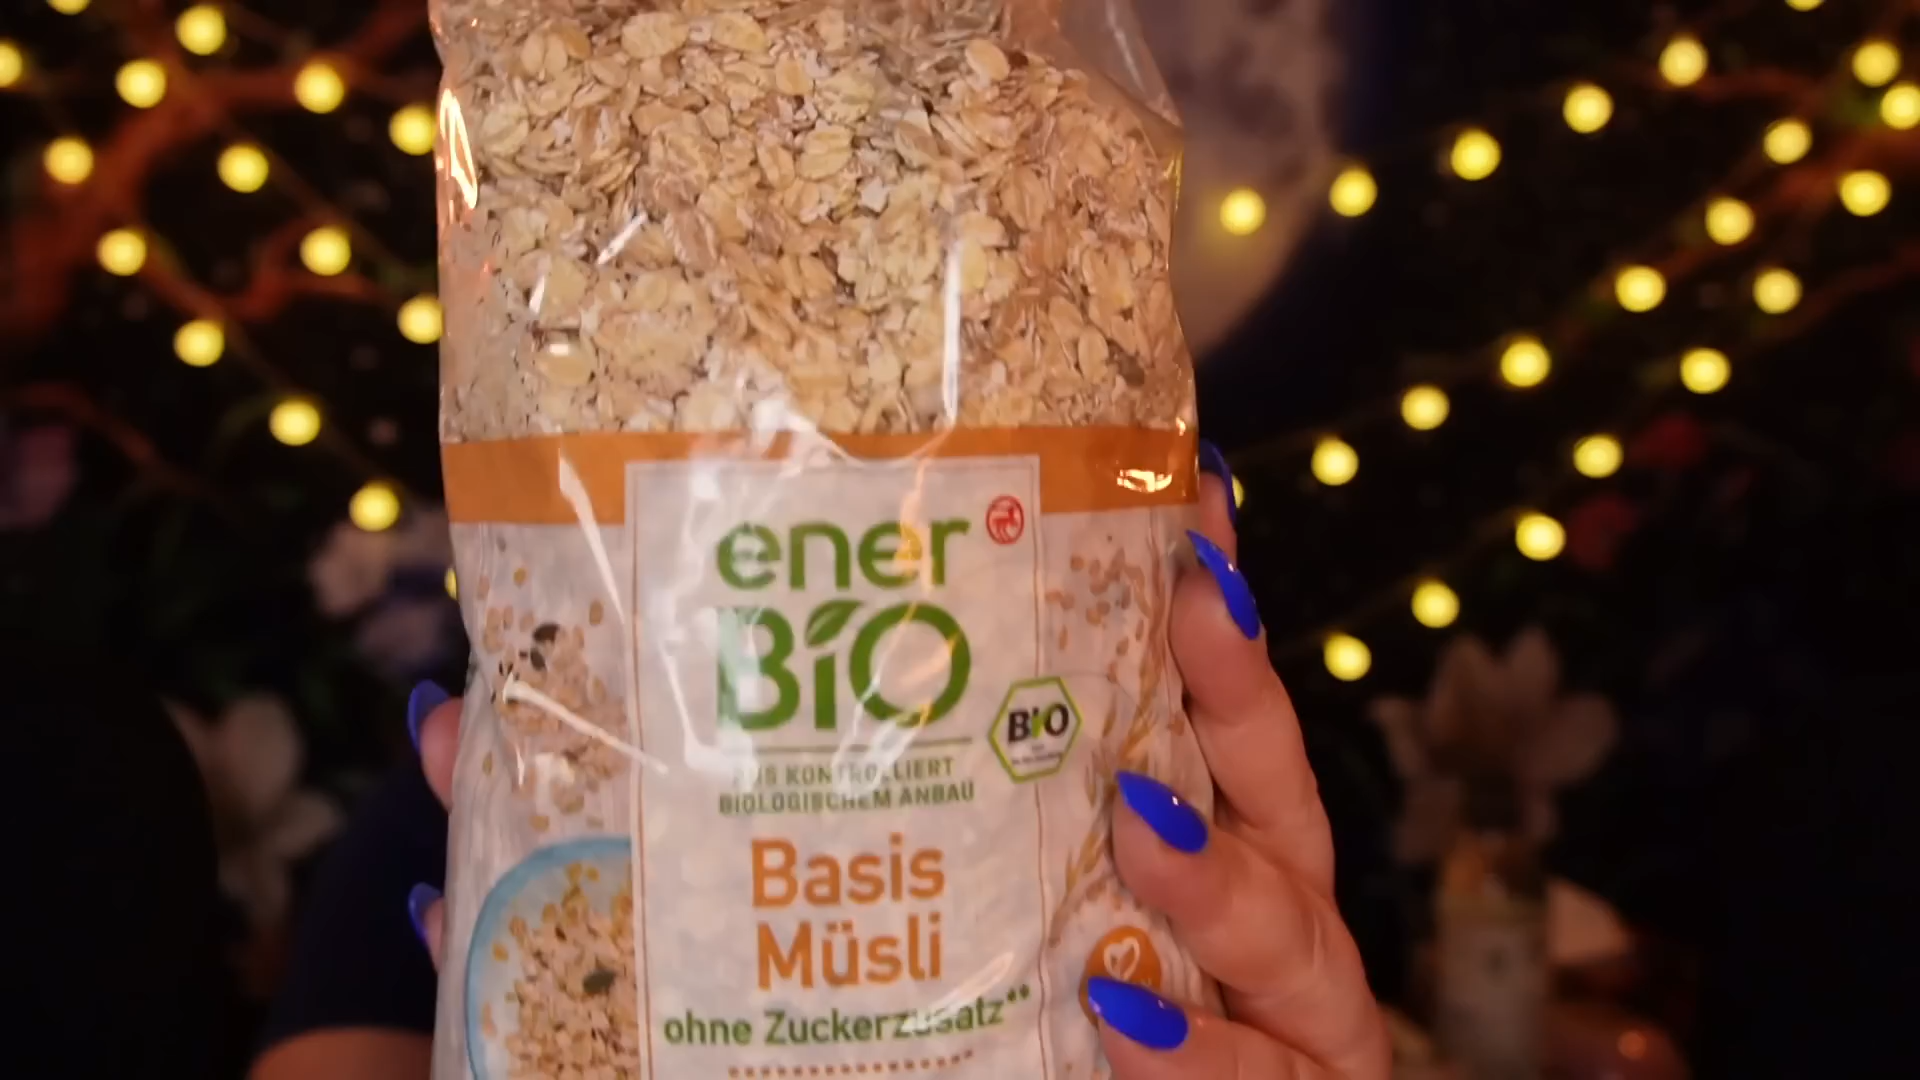 ener
BiO
AUS KONTROLLIERT
BIOLOGISCHEM ANBAU
BiO
Basis
Müsli
ohne Zuckerzusatz**